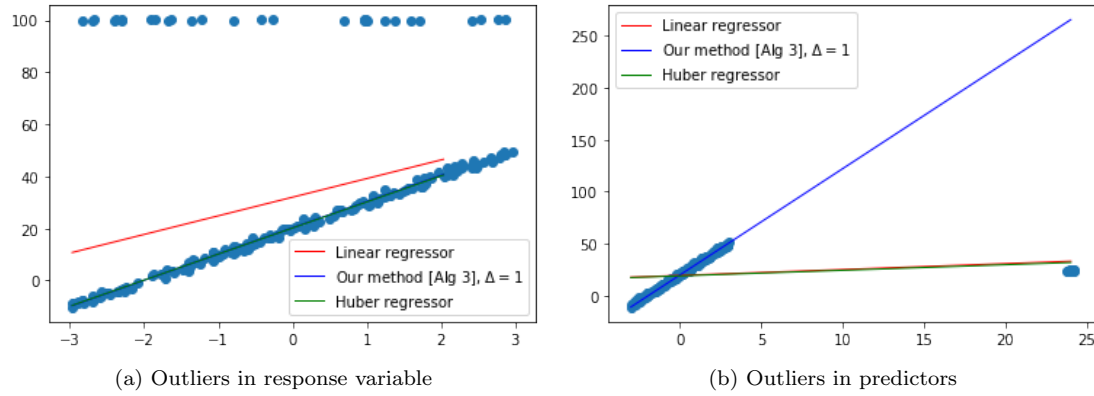 100
80
60
40
20
0
Linear regressor
Our method [Alg 3], Δ = 1
Huber regressor
−3 −2 −1 0 1 2 3
(a) Outliers in response variable
Linear regressor
Our method [Alg 3], Δ = 1
Huber regressor
250
200
150
100
50
0
0 5 10 15 20 25
(b) Outliers in predictors